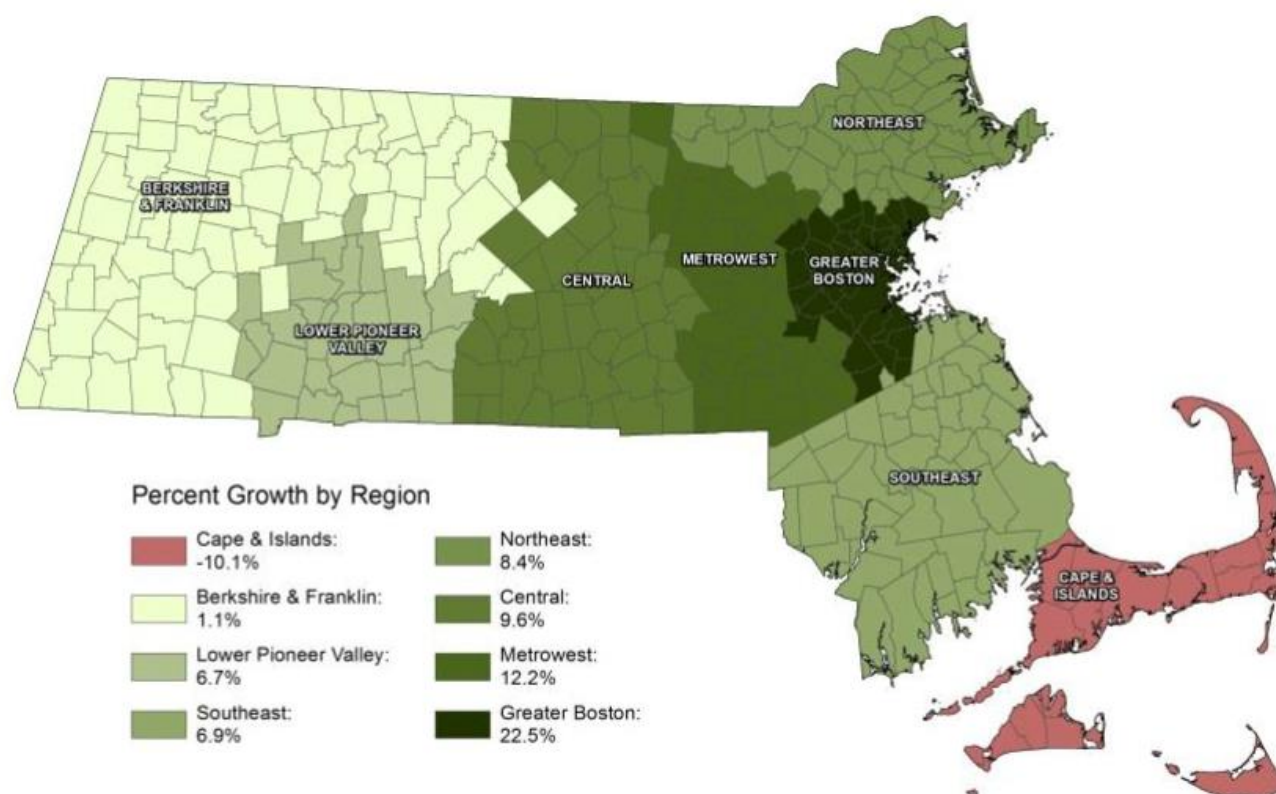 NORTHEAST
BERKSHIRE
& FRANKLIN
METROWEST
GREATER
BOSTON
CENTRAL
LOWER PIONEER
VALLEY
SOUTHEAST
CAPE &
ISLANDS
Percent Growth by Region
Cape & Islands:
-10.1%
Berkshire & Franklin:
1.1%
Lower Pioneer Valley:
6.7%
Southeast:
6.9%
Northeast:
8.4%
Central:
9.6%
Metrowest:
12.2%
Greater Boston:
22.5%